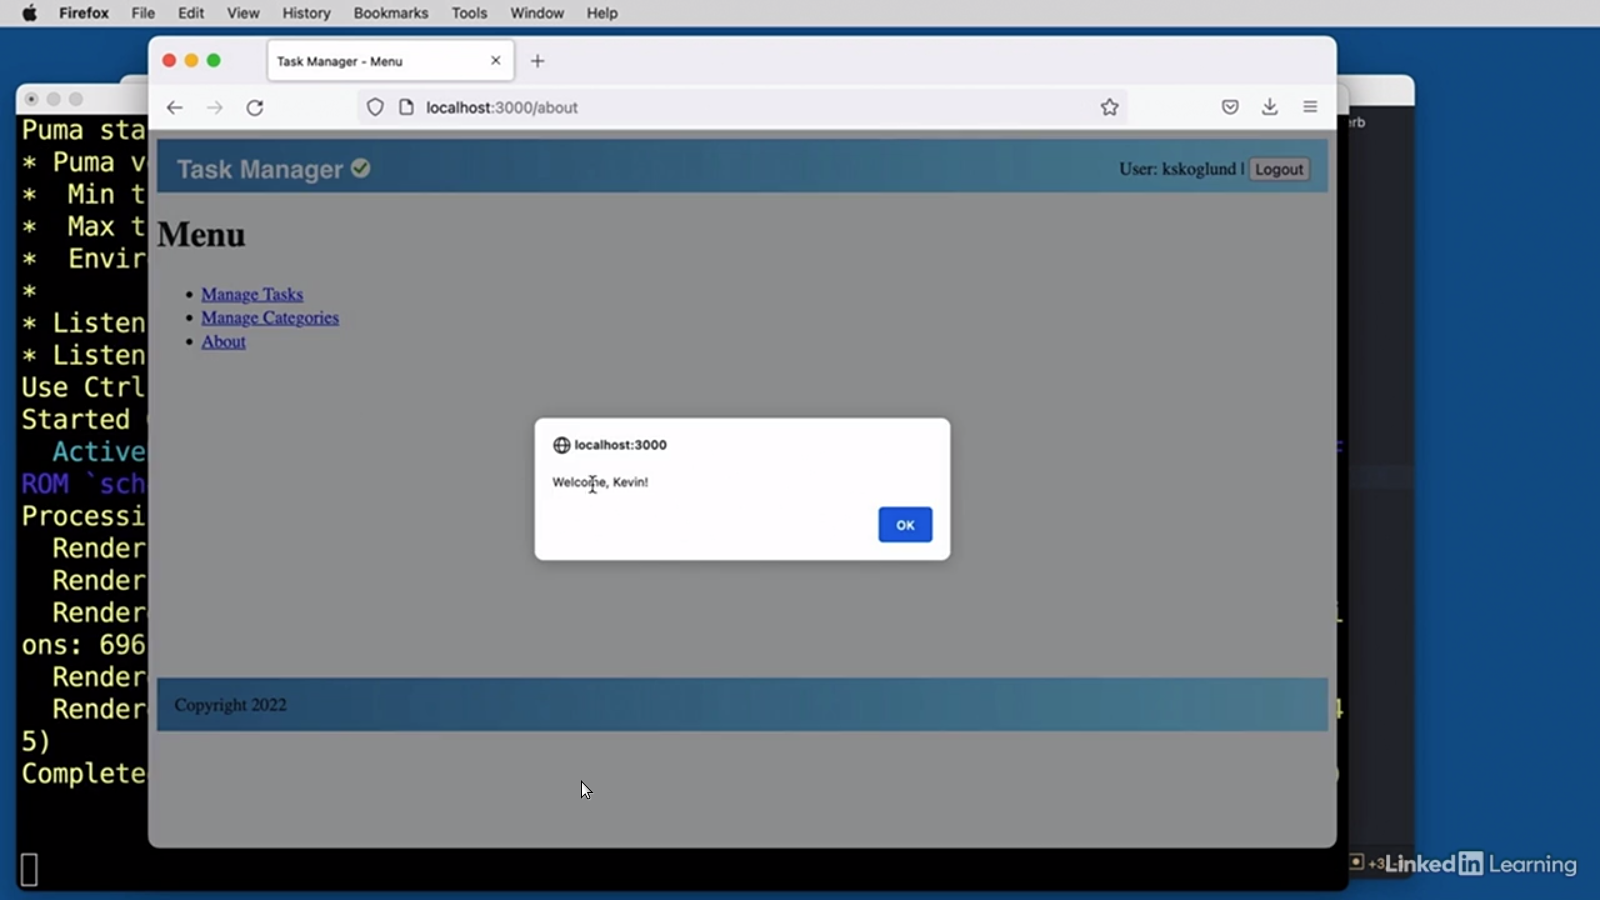 Firefox File Edit View History Bookmarks Tools Window Help
Task Manager - Menu
localhost:3000/about
Task Manager
User: kskoglund | Logout
Menu
• Manage Tasks
• Manage Categories
• About
localhost:3000
Welcome, Kevin!
OK
Copyright 2022
Puma sta
* Puma v
* Min t
* Max t
* Envir
*
* Listen
* Listen
Use Ctrl
Started
Active
ROM `sch
Processi
Render
Render
Render
ons: 696
Render
Render
5)
Complete
erb
+3
LinkedIn Learning